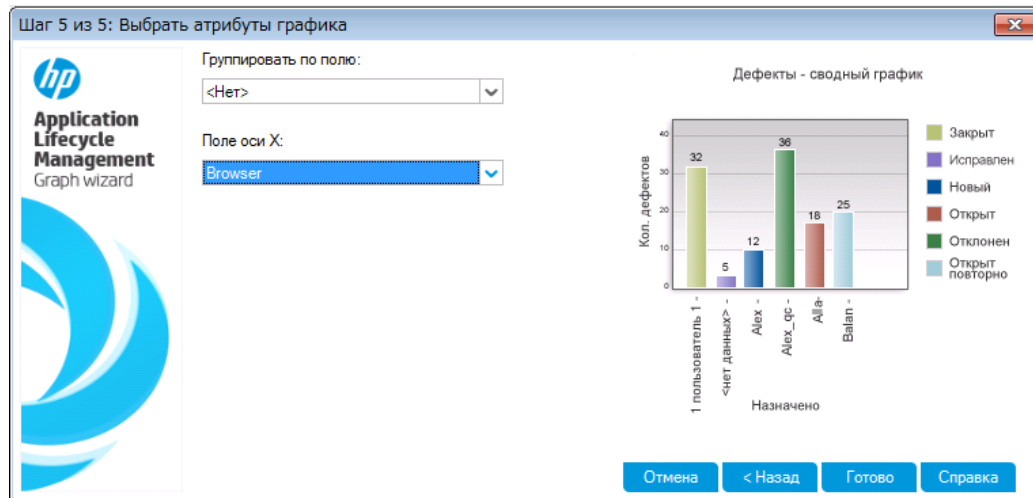 Шаг 5 из 5: Выбрать атрибуты графика
hp
Application
Lifecycle
Management
Graph wizard
Группировать по полю:
<Нет>
Поле оси X:
Browser
Дефекты - сводный график
Кол. дефектов
40
30
20
10
0
32
5
12
36
18
25
1 пользователь 1 -
<нет данных> -
Alex -
Alex_qc -
Alla-
Balan -
Назначено
Закрыт
Исправлен
Новый
Открыт
Отклонен
Открыт
повторно
Отмена
< Назад
Готово
Справка